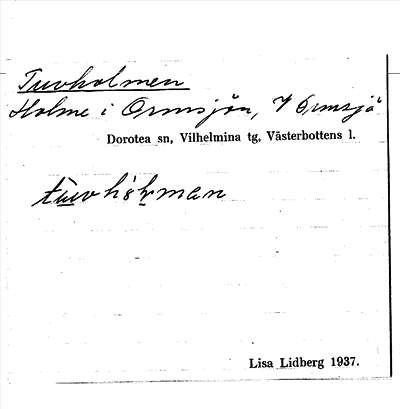 Tuvholmen
Holme i Ormsjön, V Ormsjö
Dorotea sn, Vilhelmina tg, Västerbottens l.
Lisa Lidberg 1937.